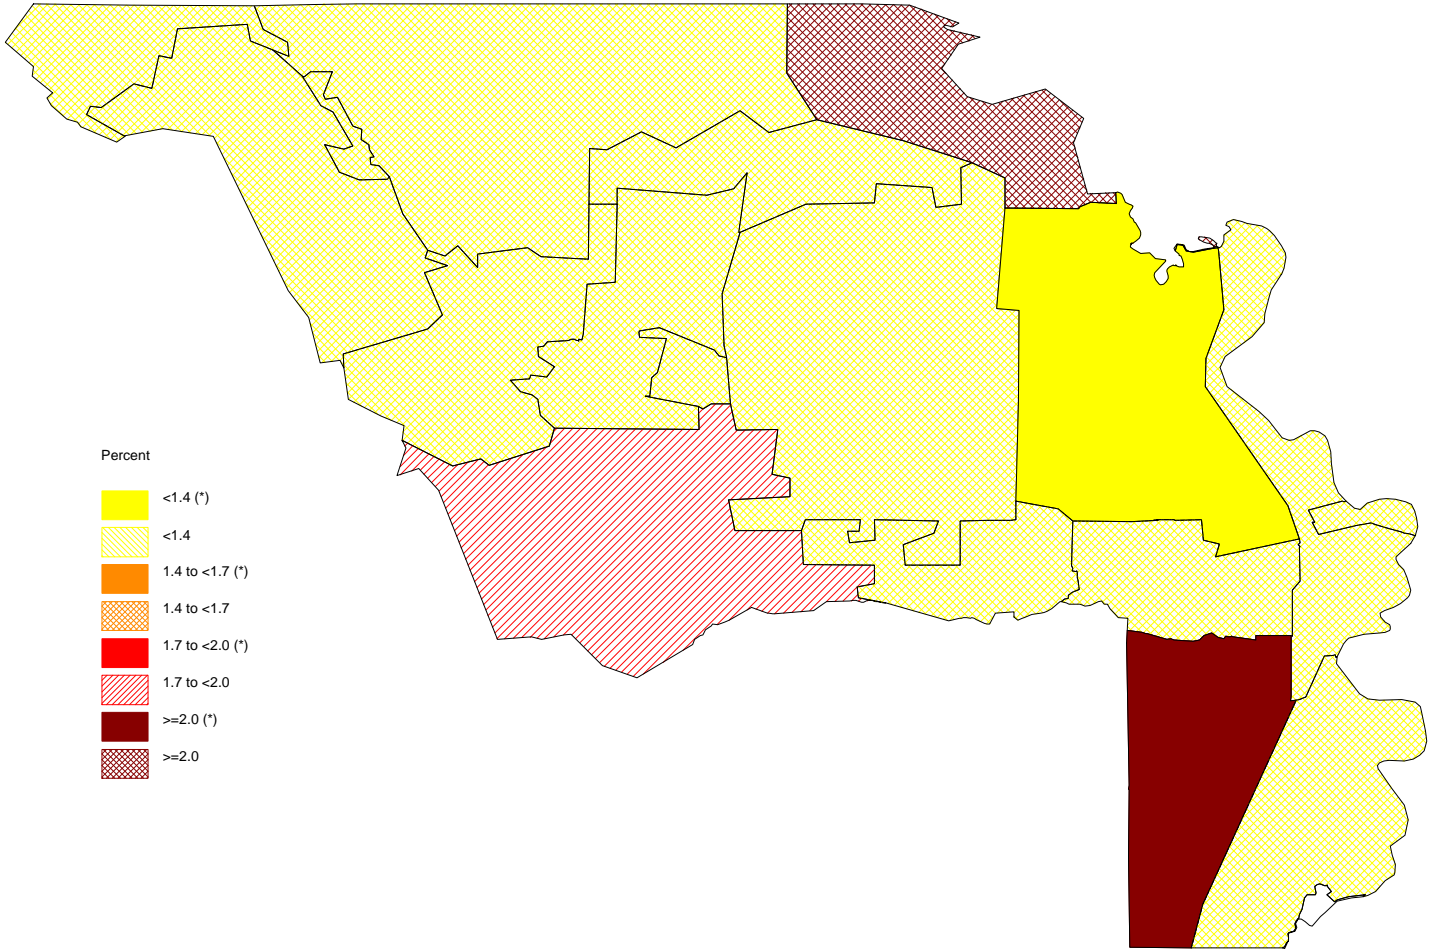 Percent
<1.4 (*)
<1.4
1.4 to <1.7 (*)
1.4 to <1.7
1.7 to <2.0 (*)
1.7 to <2.0
>=2.0 (*)
>=2.0